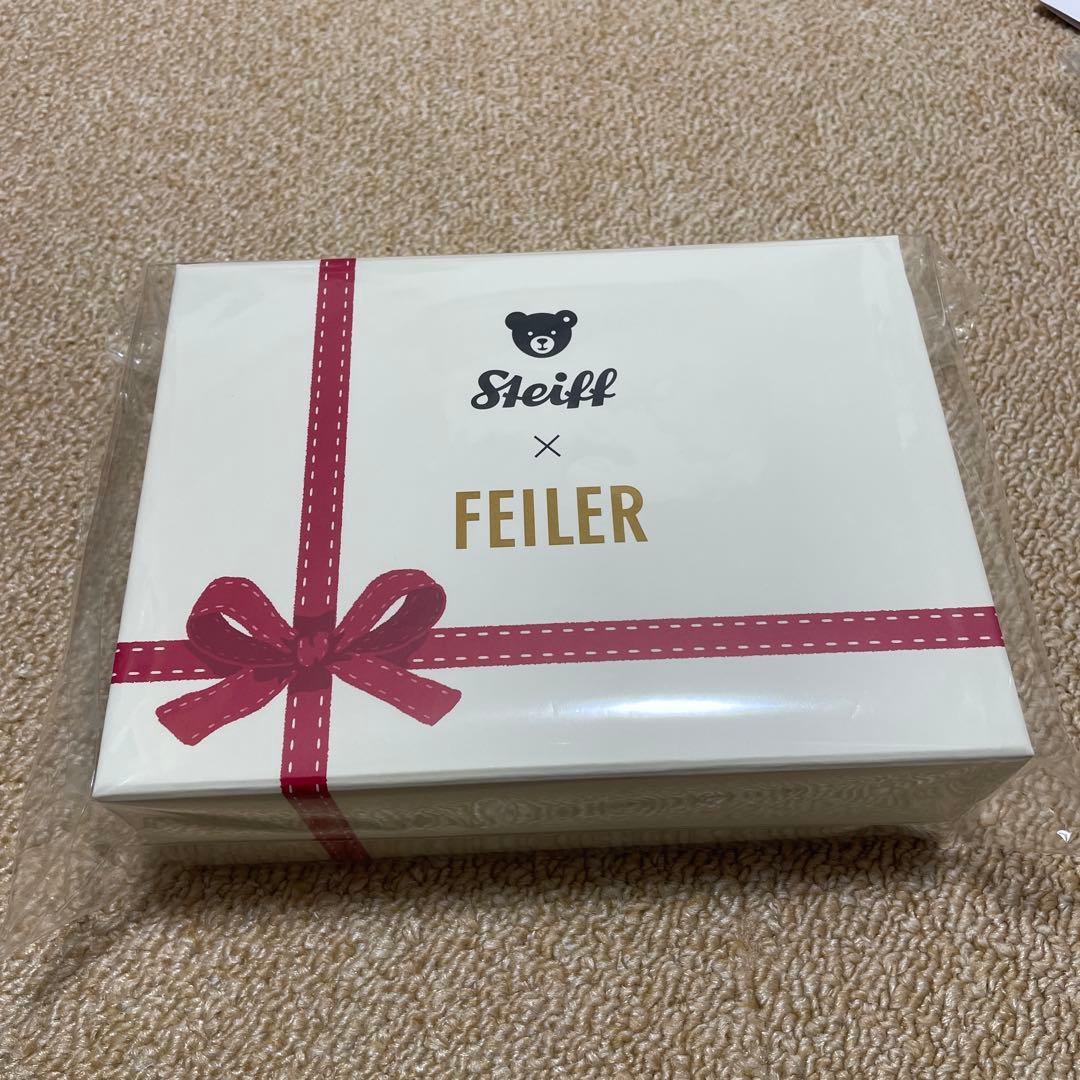 Steiff
×
FEILER